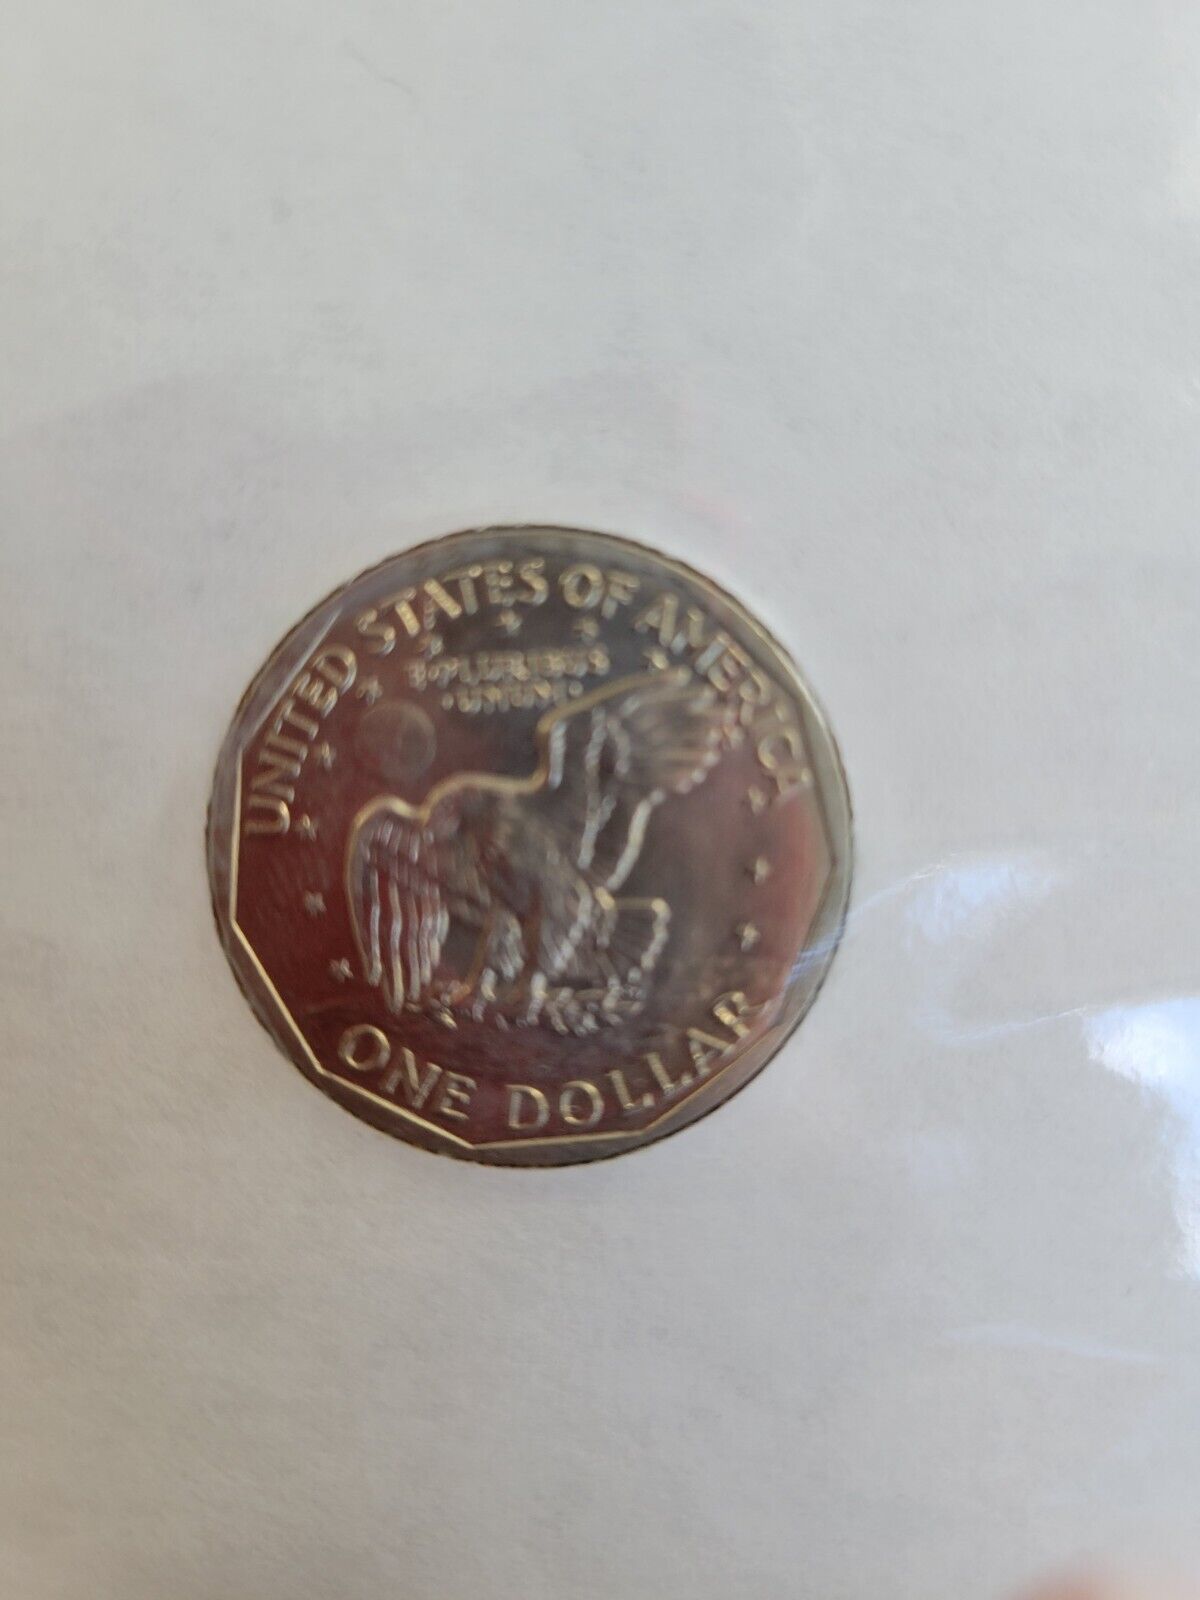 UNITED STATES OF AMERICA
E·PLURIBUS
·UNUM·
ONE DOLLAR